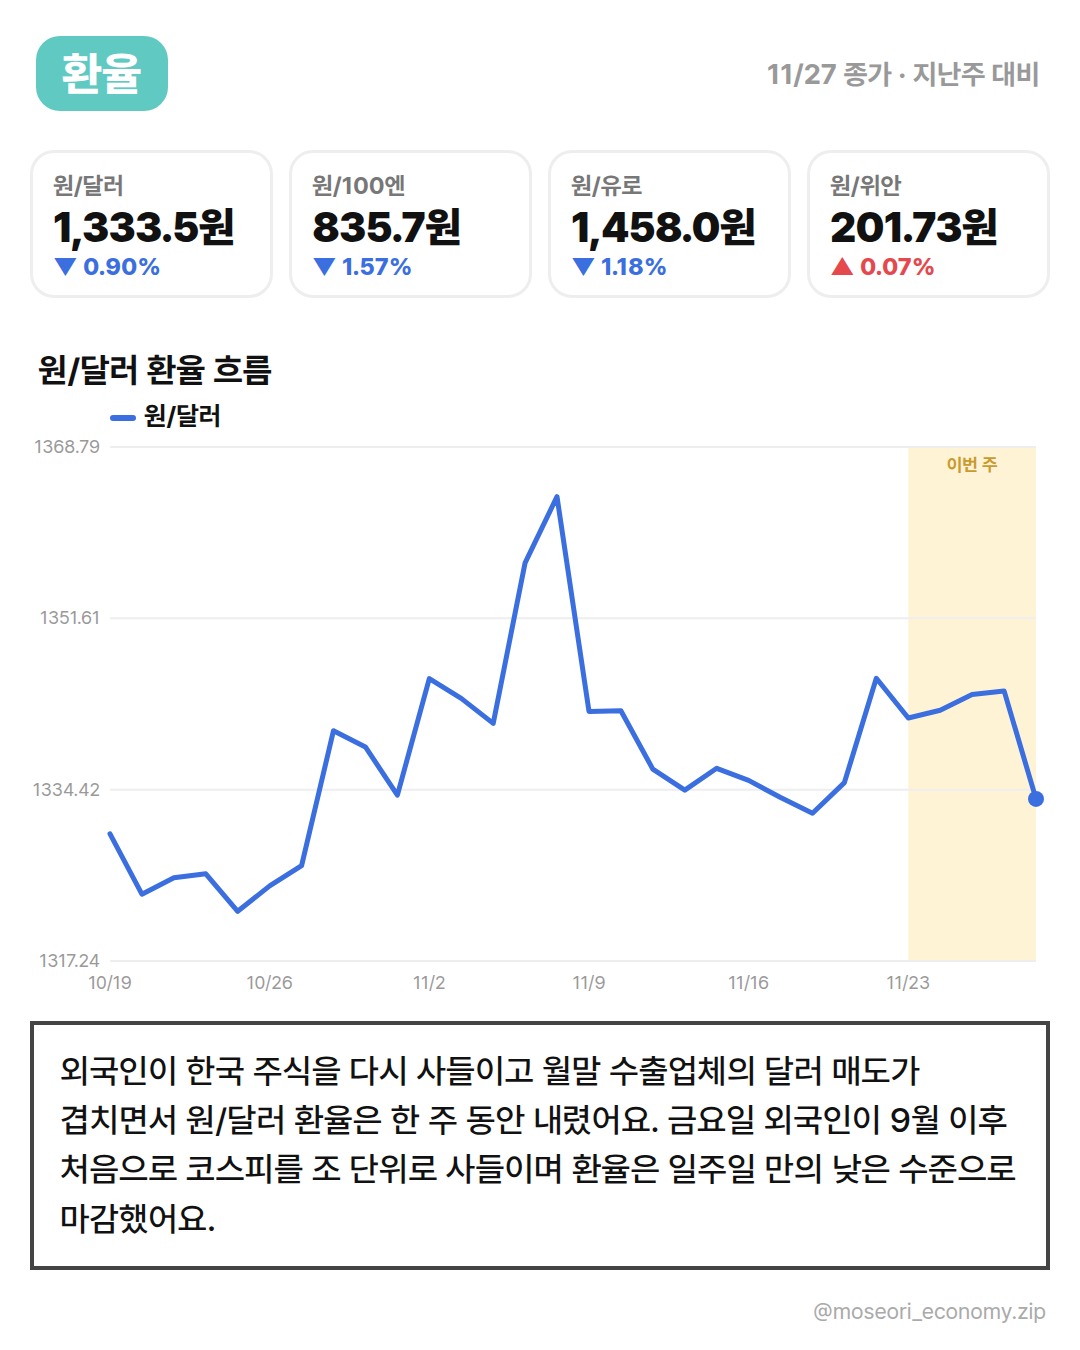 환율
11/27 종가 · 지난주 대비
원/달러
1,333.5원
▼ 0.90%
원/100엔
835.7원
▼ 1.57%
원/유로
1,458.0원
▼ 1.18%
원/위안
201.73원
▲ 0.07%
원/달러 환율 흐름
원/달러
1368.79
이번 주
1351.61
1334.42
1317.24
10/19 10/26 11/2 11/9 11/16 11/23
외국인이 한국 주식을 다시 사들이고 월말 수출업체의 달러 매도가
겹치면서 원/달러 환율은 한 주 동안 내렸어요. 금요일 외국인이 9월 이후
처음으로 코스피를 조 단위로 사들이며 환율은 일주일 만의 낮은 수준으로
마감했어요.
@moseori_economy.zip